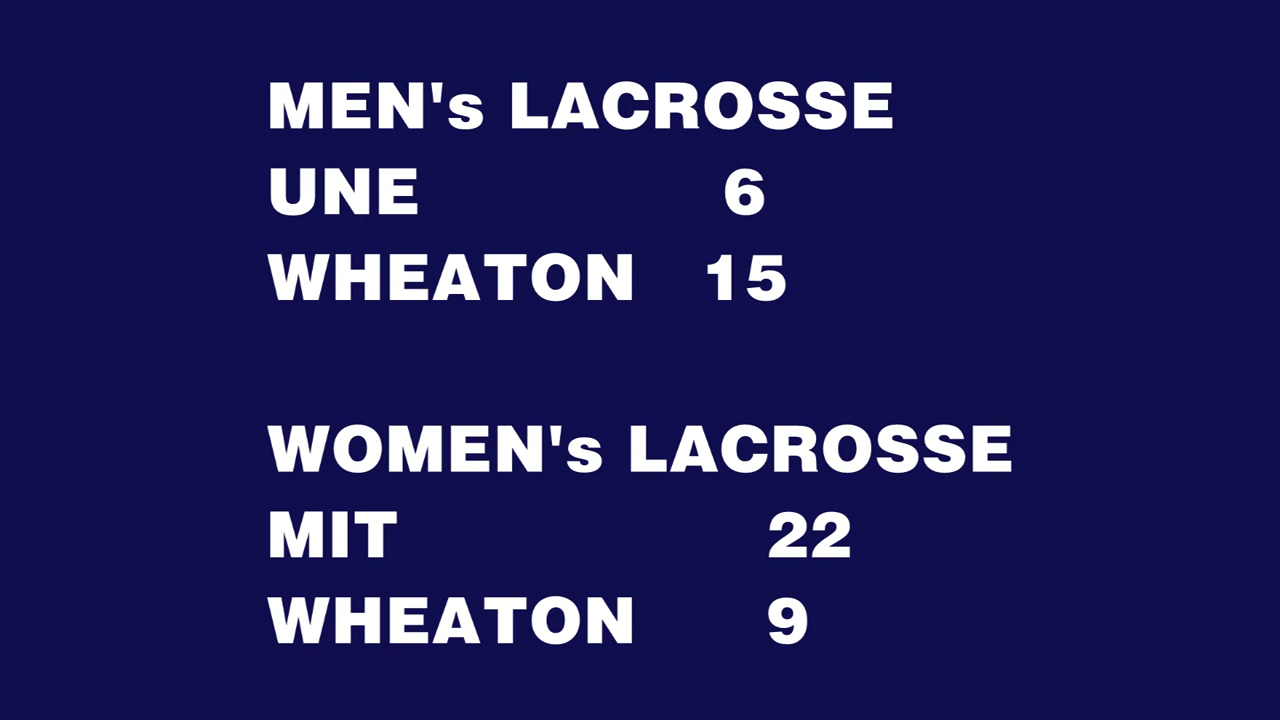 MEN's LACROSSE
UNE 6
WHEATON 15
WOMEN's LACROSSE
MIT 22
WHEATON 9